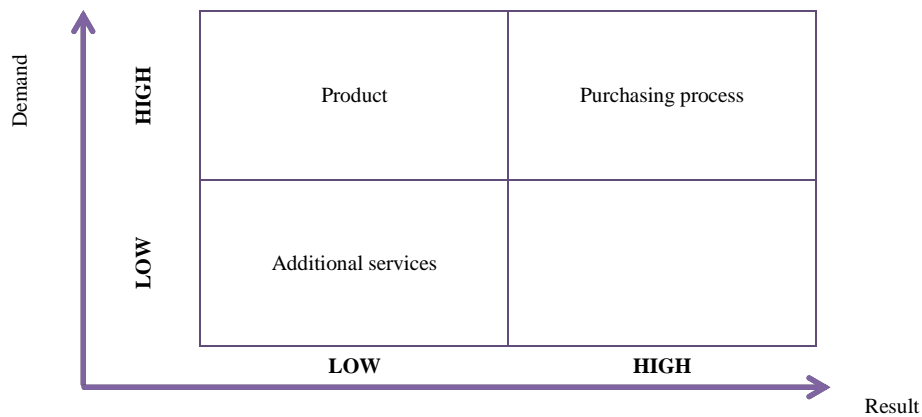 Demand
HIGH
Product
Purchasing process
LOW
Additional services
LOW
HIGH
Result